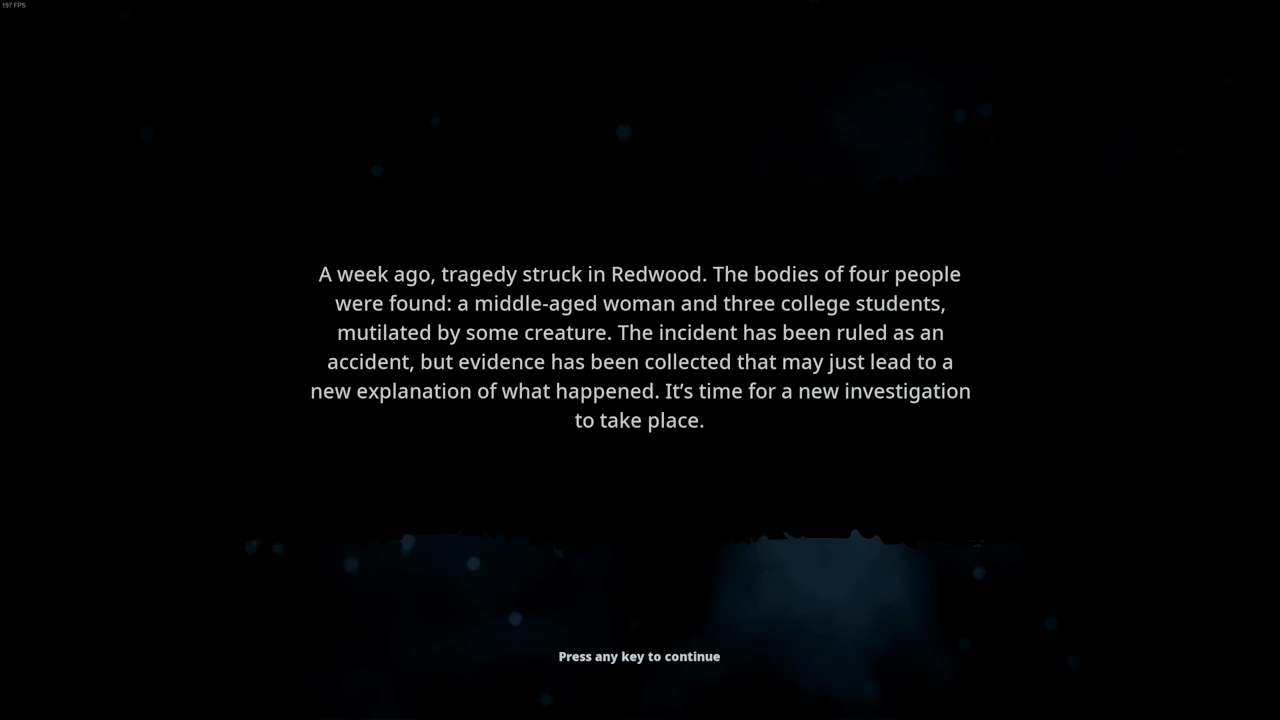 197 FPS
A week ago, tragedy struck in Redwood. The bodies of four people
were found: a middle-aged woman and three college students,
mutilated by some creature. The incident has been ruled as an
accident, but evidence has been collected that may just lead to a
new explanation of what happened. It’s time for a new investigation
to take place.
Press any key to continue